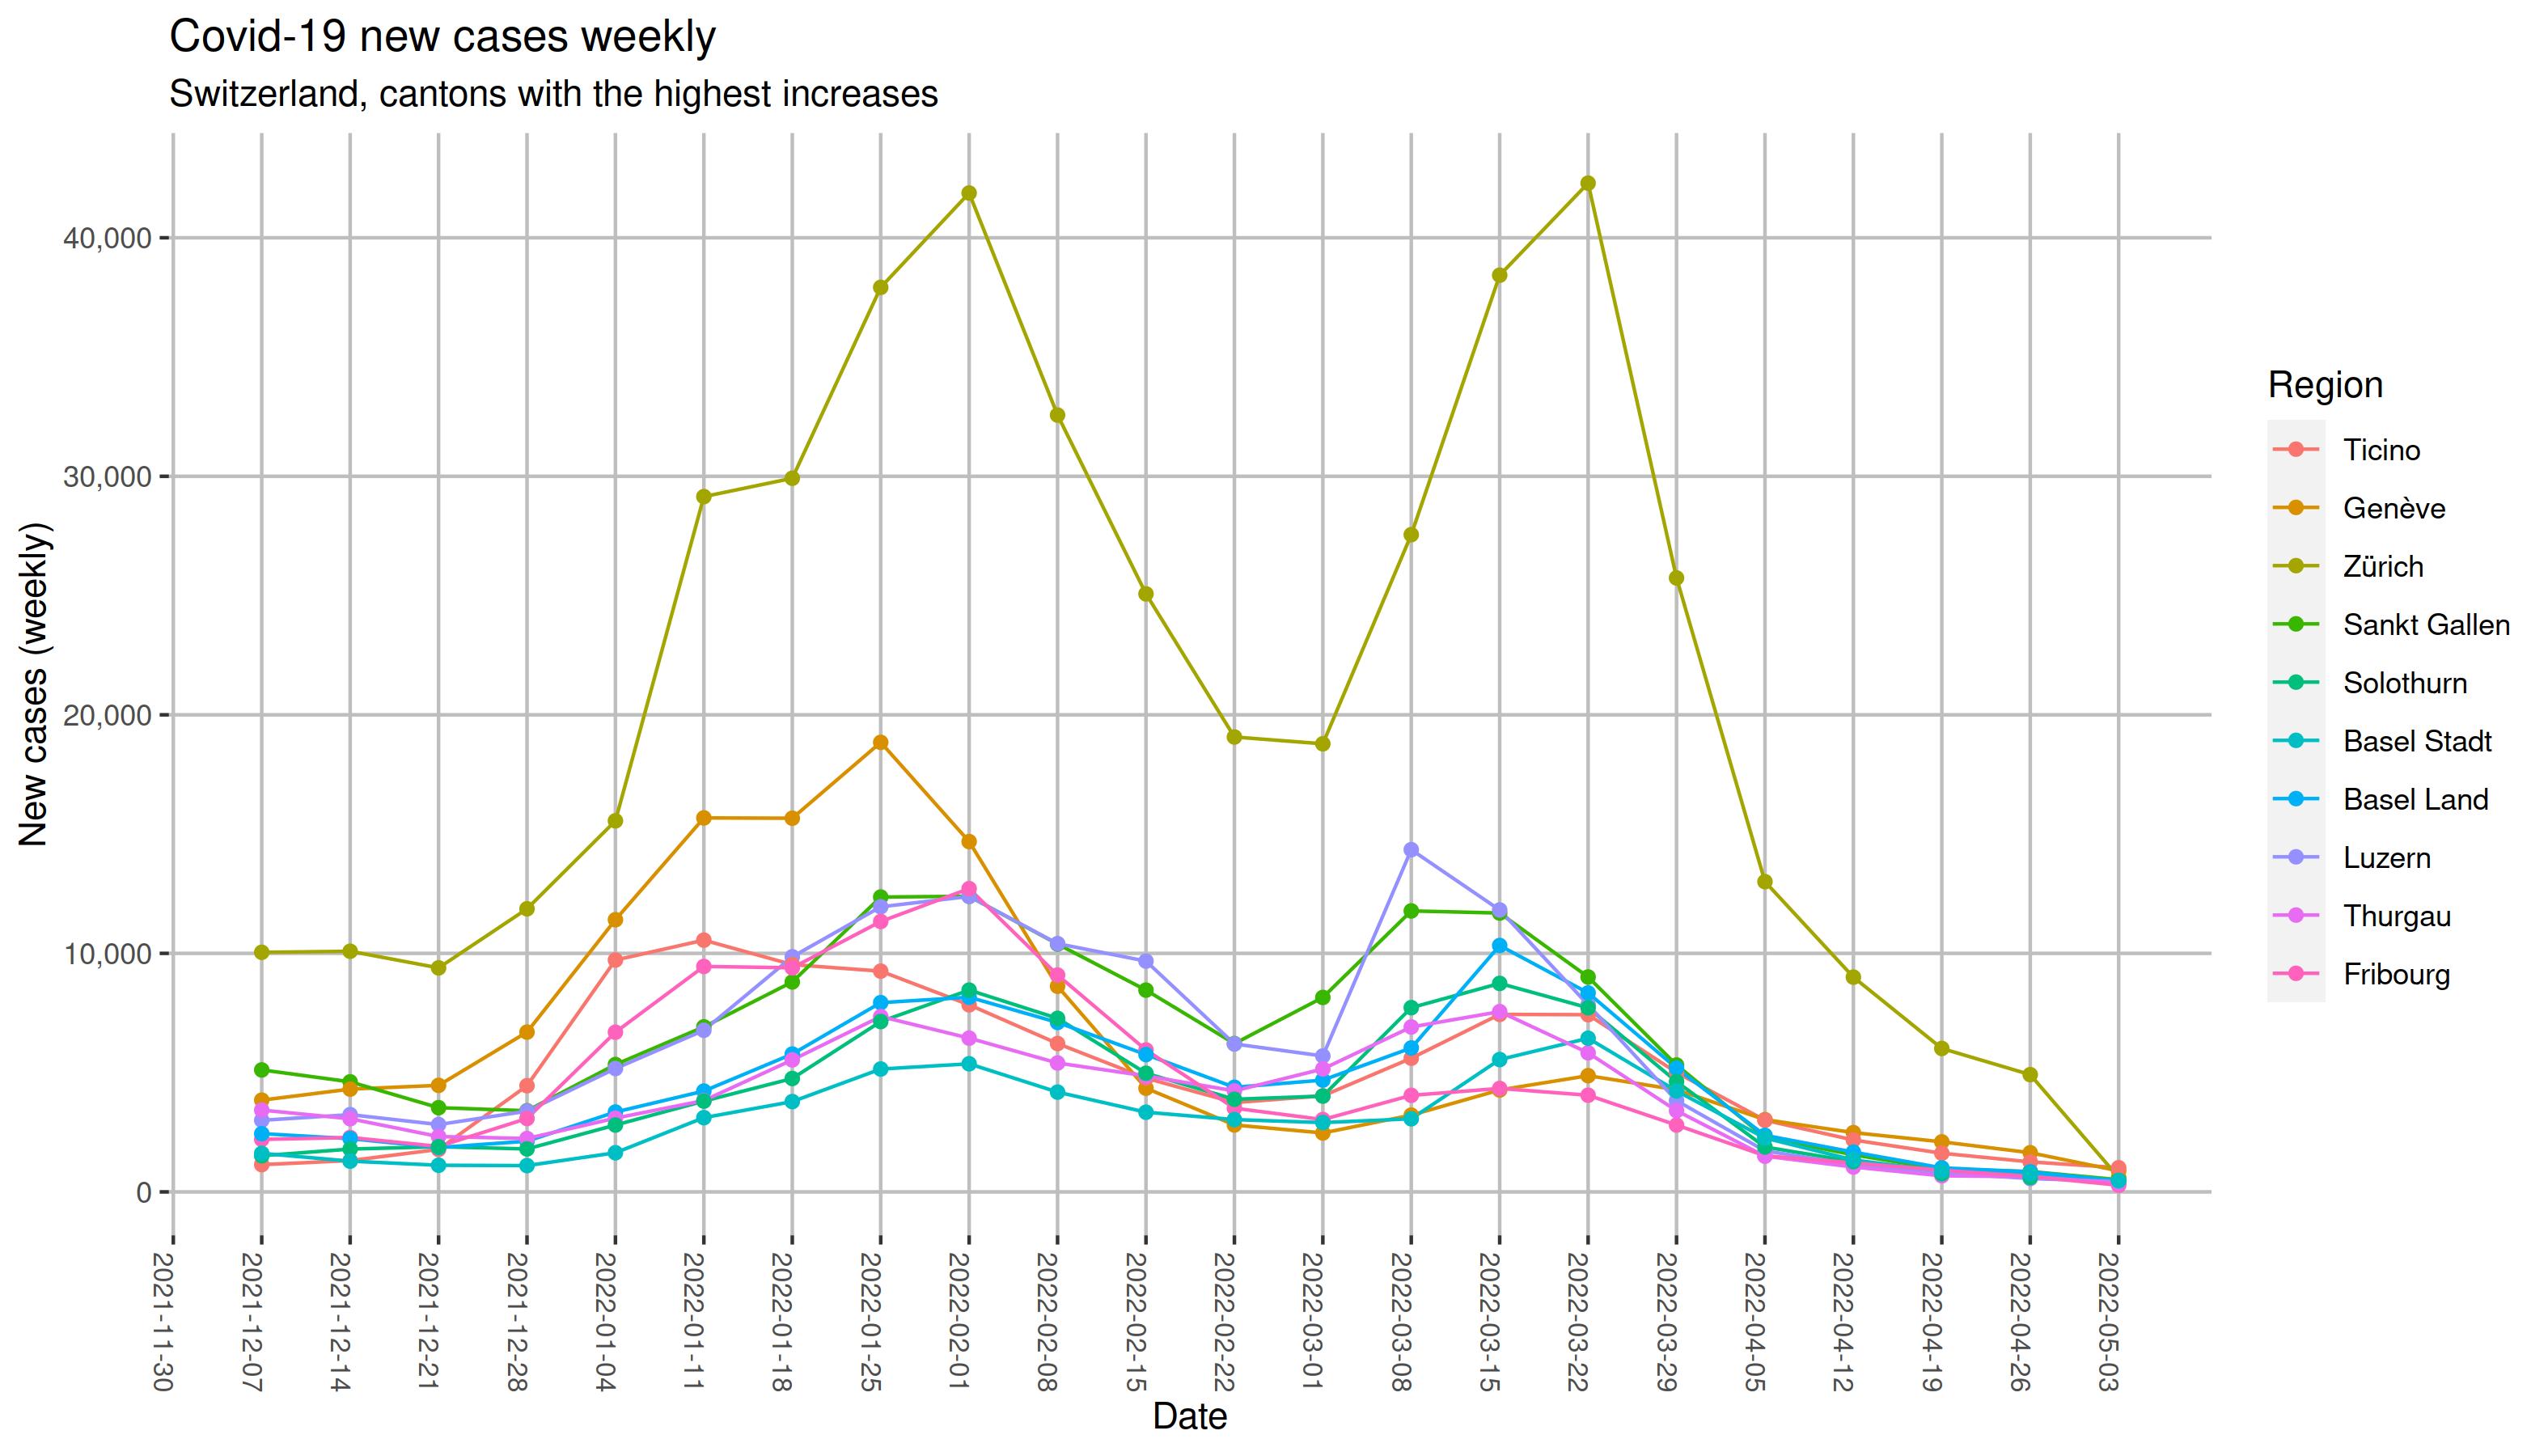 Covid-19 new cases weekly
Switzerland, cantons with the highest increases
New cases (weekly)
40,000
30,000
20,000
10,000
0
2021-11-30
2021-12-07
2021-12-14
2021-12-21
2021-12-28
2022-01-04
2022-01-11
2022-01-18
2022-01-25
2022-02-01
2022-02-08
2022-02-15
2022-02-22
2022-03-01
2022-03-08
2022-03-15
2022-03-22
2022-03-29
2022-04-05
2022-04-12
2022-04-19
2022-04-26
2022-05-03
Date
Region
Ticino
Genève
Zürich
Sankt Gallen
Solothurn
Basel Stadt
Basel Land
Luzern
Thurgau
Fribourg